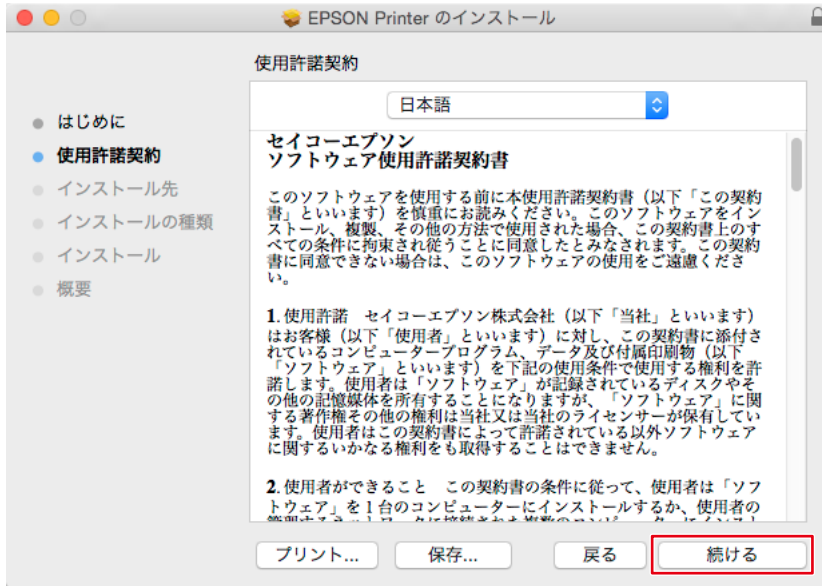 EPSON Printer のインストール
使用許諾契約
日本語
はじめに
使用許諾契約
インストール先
インストールの種類
インストール
概要
セイコーエプソン
ソフトウェア使用許諾契約書
このソフトウェアを使用する前に本使用許諾契約書（以下「この契約
書」といいます）を慎重にお読みください。このソフトウェアをイン
ストール、複製、その他の方法で使用された場合、この契約書上のす
べての条件に拘束され従うことに同意したとみなされます。この契約
書に同意できない場合は、このソフトウェアの使用をご遠慮くださ
い。
1. 使用許諾　セイコーエプソン株式会社（以下「当社」といいます）
はお客様（以下「使用者」といいます）に対し、この契約書に添付さ
れているコンピュータープログラム、データ及び付属印刷物（以下
「ソフトウェア」といいます）を下記の使用条件で使用する権利を許
諾します。使用者は「ソフトウェア」が記録されているディスクやそ
の他の記憶媒体を所有することになりますが、「ソフトウェア」に関
する著作権その他の権利は当社又は当社のライセンサーが保有してい
ます。使用者はこの契約書によって許諾されている以外ソフトウェア
に関するいかなる権利をも取得することはできません。
2. 使用者ができること　この契約書の条件に従って、使用者は「ソフ
トウェア」を１台のコンピューターにインストールするか、使用者の
プリント...
保存...
戻る
続ける